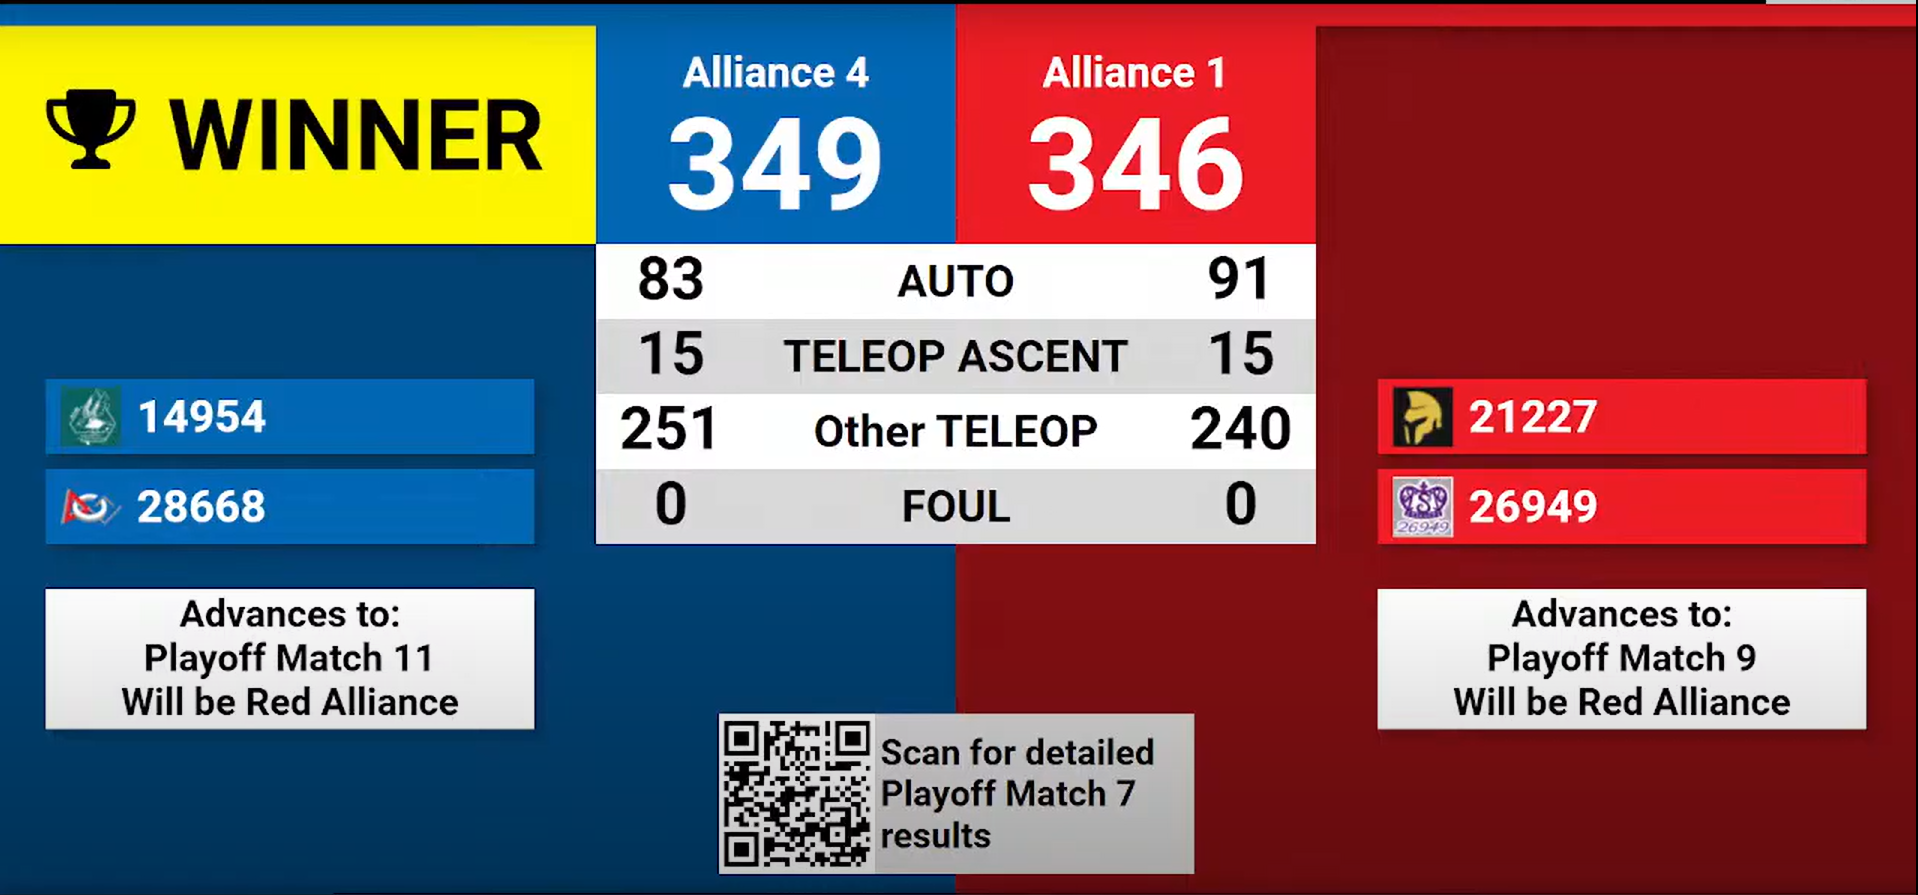 WINNER
Alliance 4
349
Alliance 1
346
83 AUTO 91
15 TELEOP ASCENT 15
251 Other TELEOP 240
0 FOUL 0
14954
28668
21227
26949
26949
Advances to:
Playoff Match 11
Will be Red Alliance
Advances to:
Playoff Match 9
Will be Red Alliance
Scan for detailed
Playoff Match 7
results